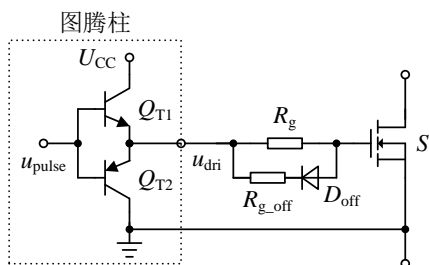 图腾柱
U_CC
Q_T1
R_g
S
u_pulse
u_dri
Q_T2
R_g_off
D_off